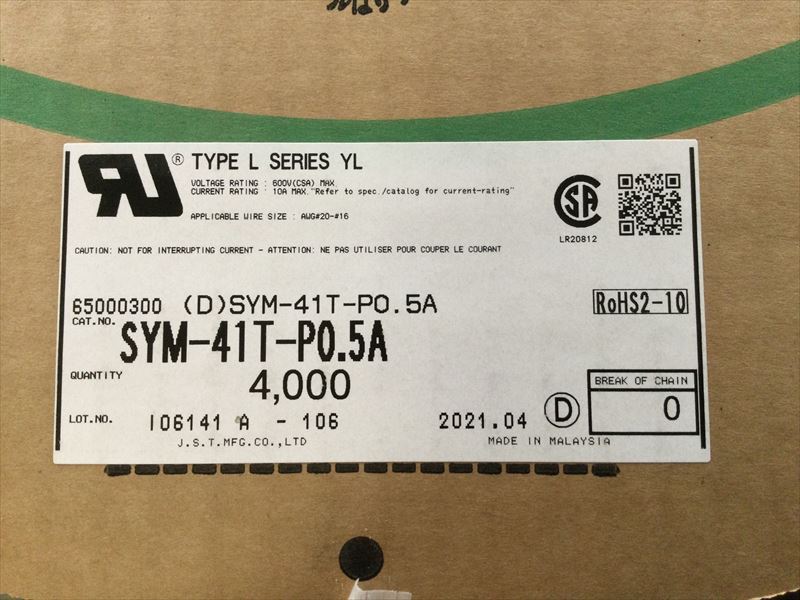 ® TYPE L SERIES YL
VOLTAGE RATING : 600V(CSA) MAX
CURRENT RATING : 10A MAX."Refer to spec./catalog for current-rating"
APPLICABLE WIRE SIZE : AWG#20-#16
LR20812
CAUTION: NOT FOR INTERRUPTING CURRENT - ATTENTION: NE PAS UTILISER POUR COUPER LE COURANT
65000300 (D)SYM-41T-P0.5A
RoHS2-10
CAT.NO.
SYM-41T-P0.5A
QUANTITY
4,000
BREAK OF CHAIN
0
LOT.NO. I06141 A - 106
2021.04 D
J.S.T.MFG.CO.,LTD
MADE IN MALAYSIA